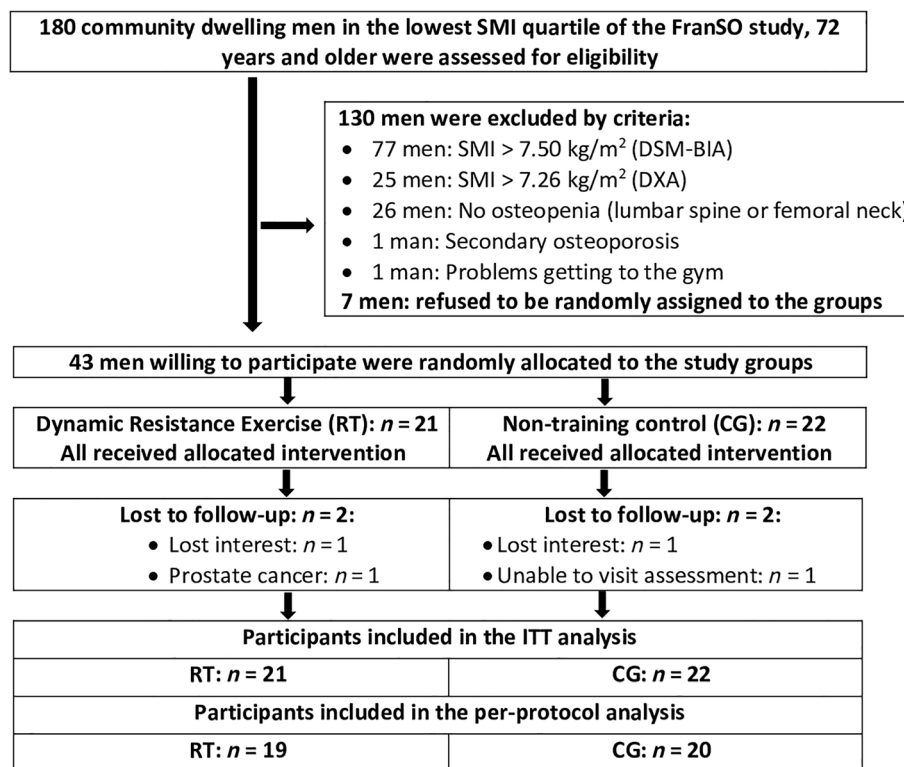 180 community dwelling men in the lowest SMI quartile of the FranSO study, 72
years and older were assessed for eligibility
130 men were excluded by criteria:
• 77 men: SMI > 7.50 kg/m² (DSM-BIA)
• 25 men: SMI > 7.26 kg/m² (DXA)
• 26 men: No osteopenia (lumbar spine or femoral neck)
• 1 man: Secondary osteoporosis
• 1 man: Problems getting to the gym
7 men: refused to be randomly assigned to the groups
43 men willing to participate were randomly allocated to the study groups
Dynamic Resistance Exercise (RT): n = 21
All received allocated intervention
Non-training control (CG): n = 22
All received allocated intervention
Lost to follow-up: n = 2:
• Lost interest: n = 1
• Prostate cancer: n = 1
Lost to follow-up: n = 2:
• Lost interest: n = 1
• Unable to visit assessment: n = 1
Participants included in the ITT analysis
RT: n = 21
CG: n = 22
Participants included in the per-protocol analysis
RT: n = 19
CG: n = 20